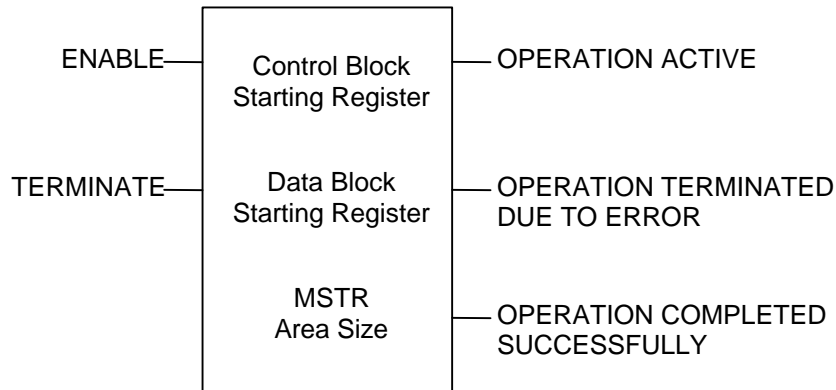 ENABLE
Control Block
Starting Register
OPERATION ACTIVE
TERMINATE
Data Block
Starting Register
OPERATION TERMINATED
DUE TO ERROR
MSTR
Area Size
OPERATION COMPLETED
SUCCESSFULLY